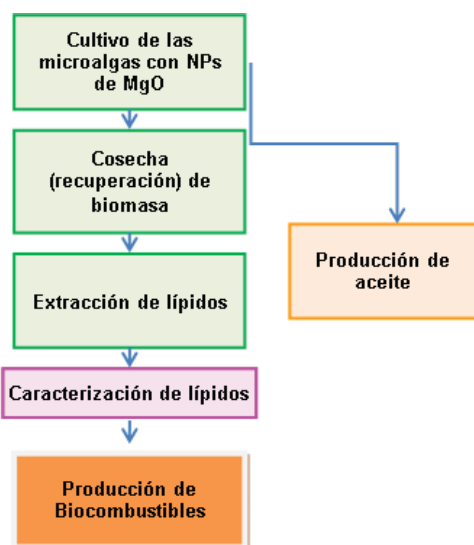 Cultivo de las
microalgas con NPs
de MgO
Cosecha
(recuperación) de
biomasa
Producción de
aceite
Extracción de lípidos
Caracterización de lípidos
Producción de
Biocombustibles